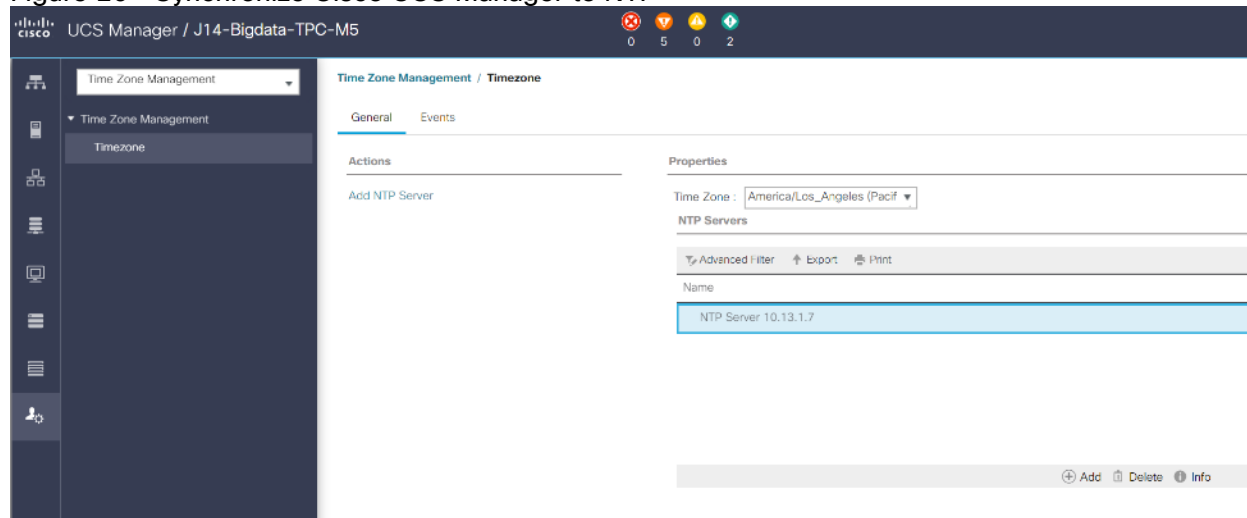 cisco UCS Manager / J14-Bigdata-TPC-M5
0 5 0 2
Time Zone Management
Time Zone Management
Timezone
Time Zone Management / Timezone
General Events
Actions
Add NTP Server
Properties
Time Zone : America/Los_Angeles (Pacif
NTP Servers
Advanced Filter Export Print
Name
NTP Server 10.13.1.7
Add Delete Info